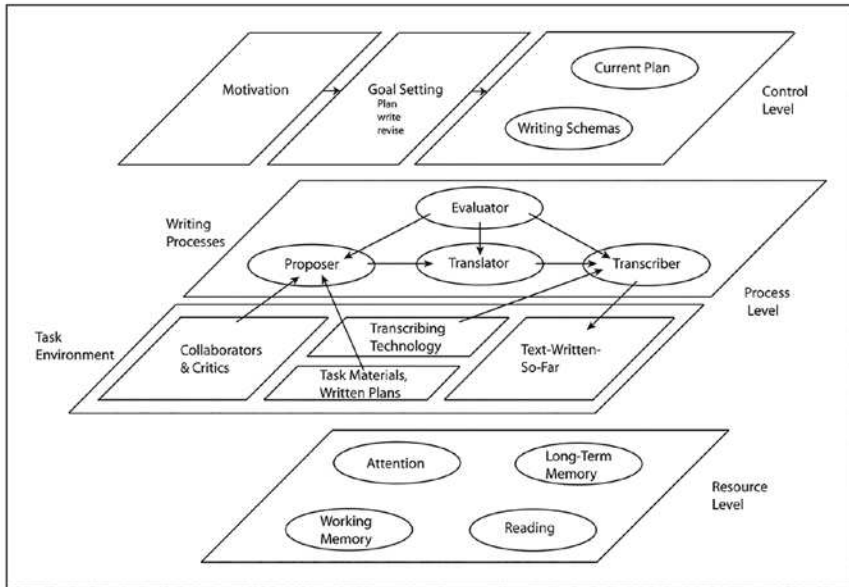 Motivation
Goal Setting
Plan
write
revise
Current Plan
Writing Schemas
Control
Level
Writing
Processes
Evaluator
Proposer
Translator
Transcriber
Process
Level
Task
Environment
Collaborators
& Critics
Transcribing
Technology
Task Materials,
Written Plans
Text-Written-
So-Far
Attention
Long-Term
Memory
Working
Memory
Reading
Resource
Level